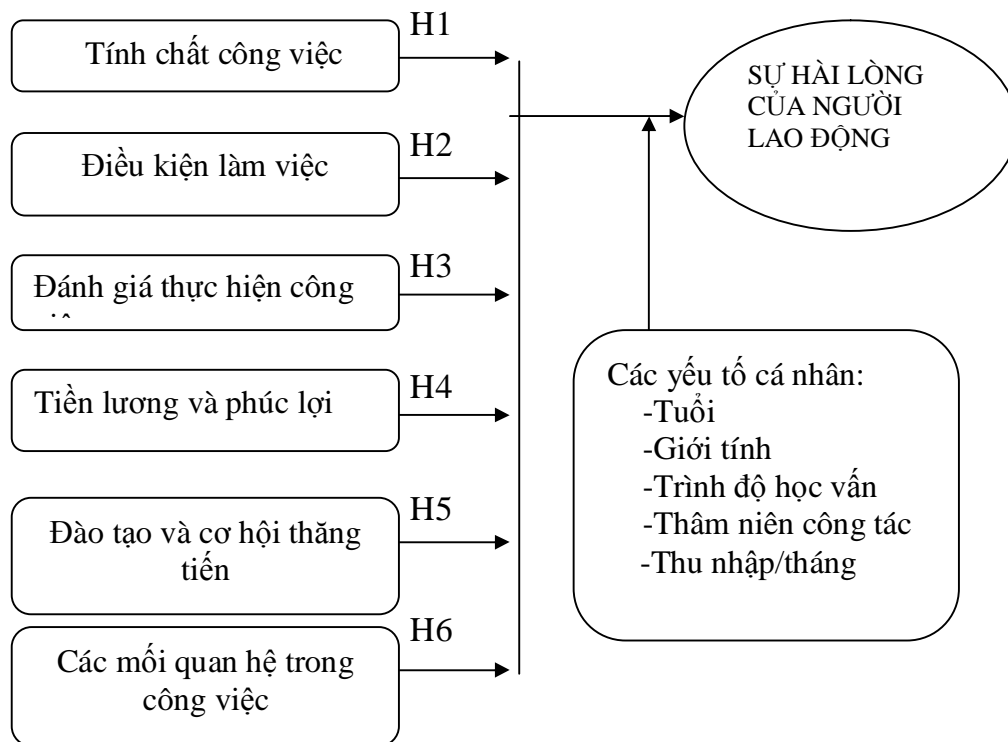 H1
Tính chất công việc
H2
Điều kiện làm việc
H3
Đánh giá thực hiện công
H4
Tiền lương và phúc lợi
H5
Đào tạo và cơ hội thăng
tiến
H6
Các mối quan hệ trong
công việc
SỰ HÀI LÒNG
CỦA NGƯỜI
LAO ĐỘNG
Các yếu tố cá nhân:
-Tuổi
-Giới tính
-Trình độ học vấn
-Thâm niên công tác
-Thu nhập/tháng